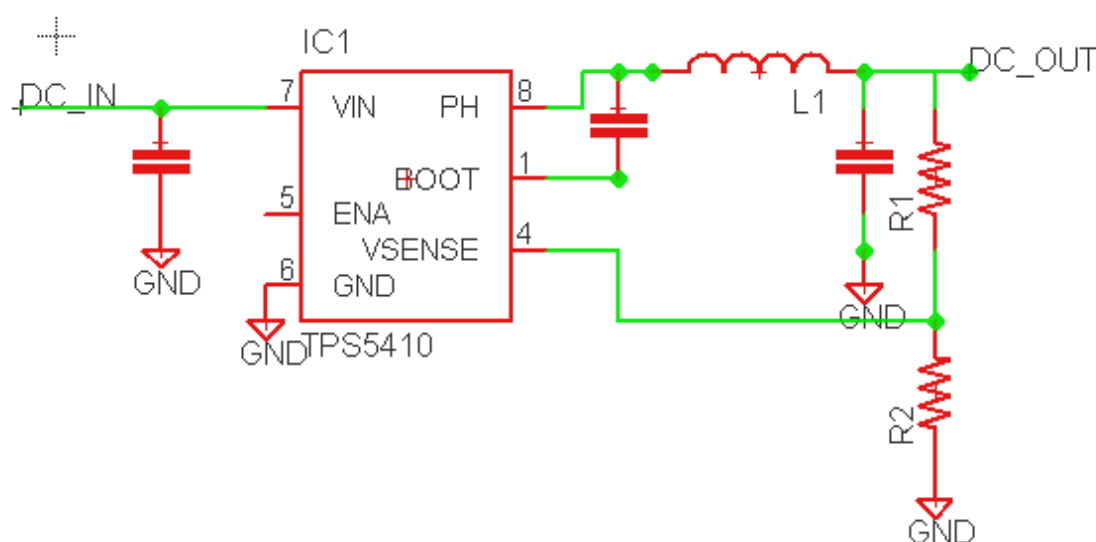 IC1
DC_IN
7
VIN
PH
8
DC_OUT
L1
BOOT
1
5
ENA
R1
VSENSE
4
6
GND
GND
GND
GND
TPS5410
R2
GND